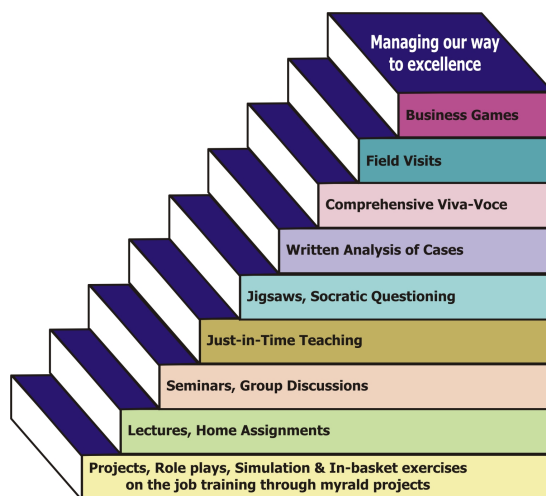 Managing our way
to excellence
Business Games
Field Visits
Comprehensive Viva-Voce
Written Analysis of Cases
Jigsaws, Socratic Questioning
Just-in-Time Teaching
Seminars, Group Discussions
Lectures, Home Assignments
Projects, Role plays, Simulation & In-basket exercises
on the job training through myrald projects